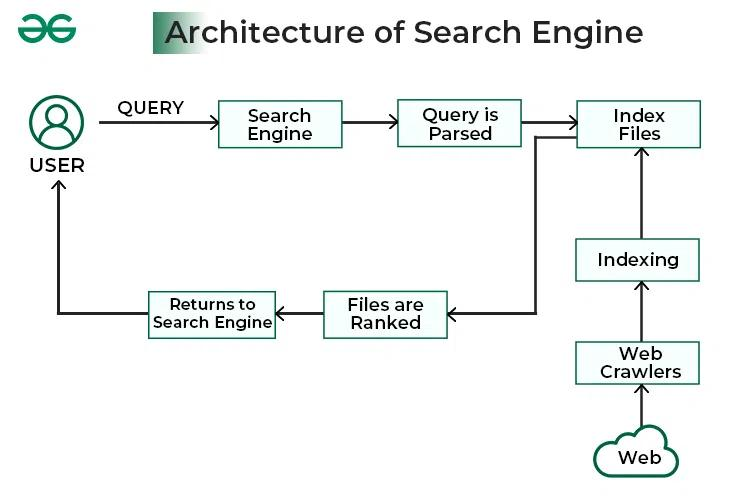 Architecture of Search Engine
QUERY
USER
Search
Engine
Query is
Parsed
Index
Files
Indexing
Returns to
Search Engine
Files are
Ranked
Web
Crawlers
Web